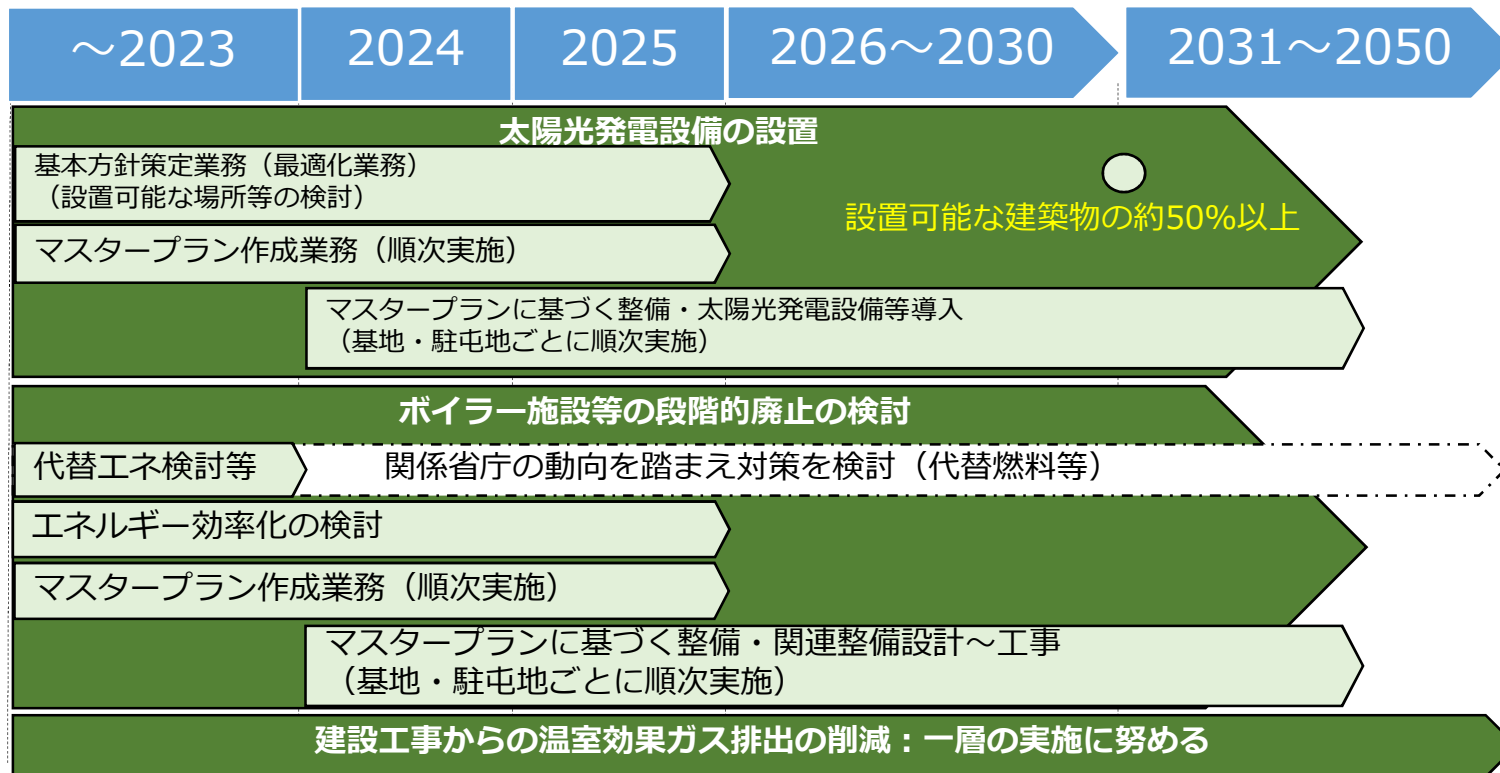 ～2023
2024
2025
2026～2030
2031～2050
太陽光発電設備の設置
基本方針策定業務（最適化業務）
（設置可能な場所等の検討）
設置可能な建築物の約50%以上
マスタープラン作成業務（順次実施）
マスタープランに基づく整備・太陽光発電設備等導入
（基地・駐屯地ごとに順次実施）
ボイラー施設等の段階的廃止の検討
代替エネ検討等
関係省庁の動向を踏まえ対策を検討（代替燃料等）
エネルギー効率化の検討
マスタープラン作成業務（順次実施）
マスタープランに基づく整備・関連整備設計～工事
（基地・駐屯地ごとに順次実施）
建設工事からの温室効果ガス排出の削減：一層の実施に努める